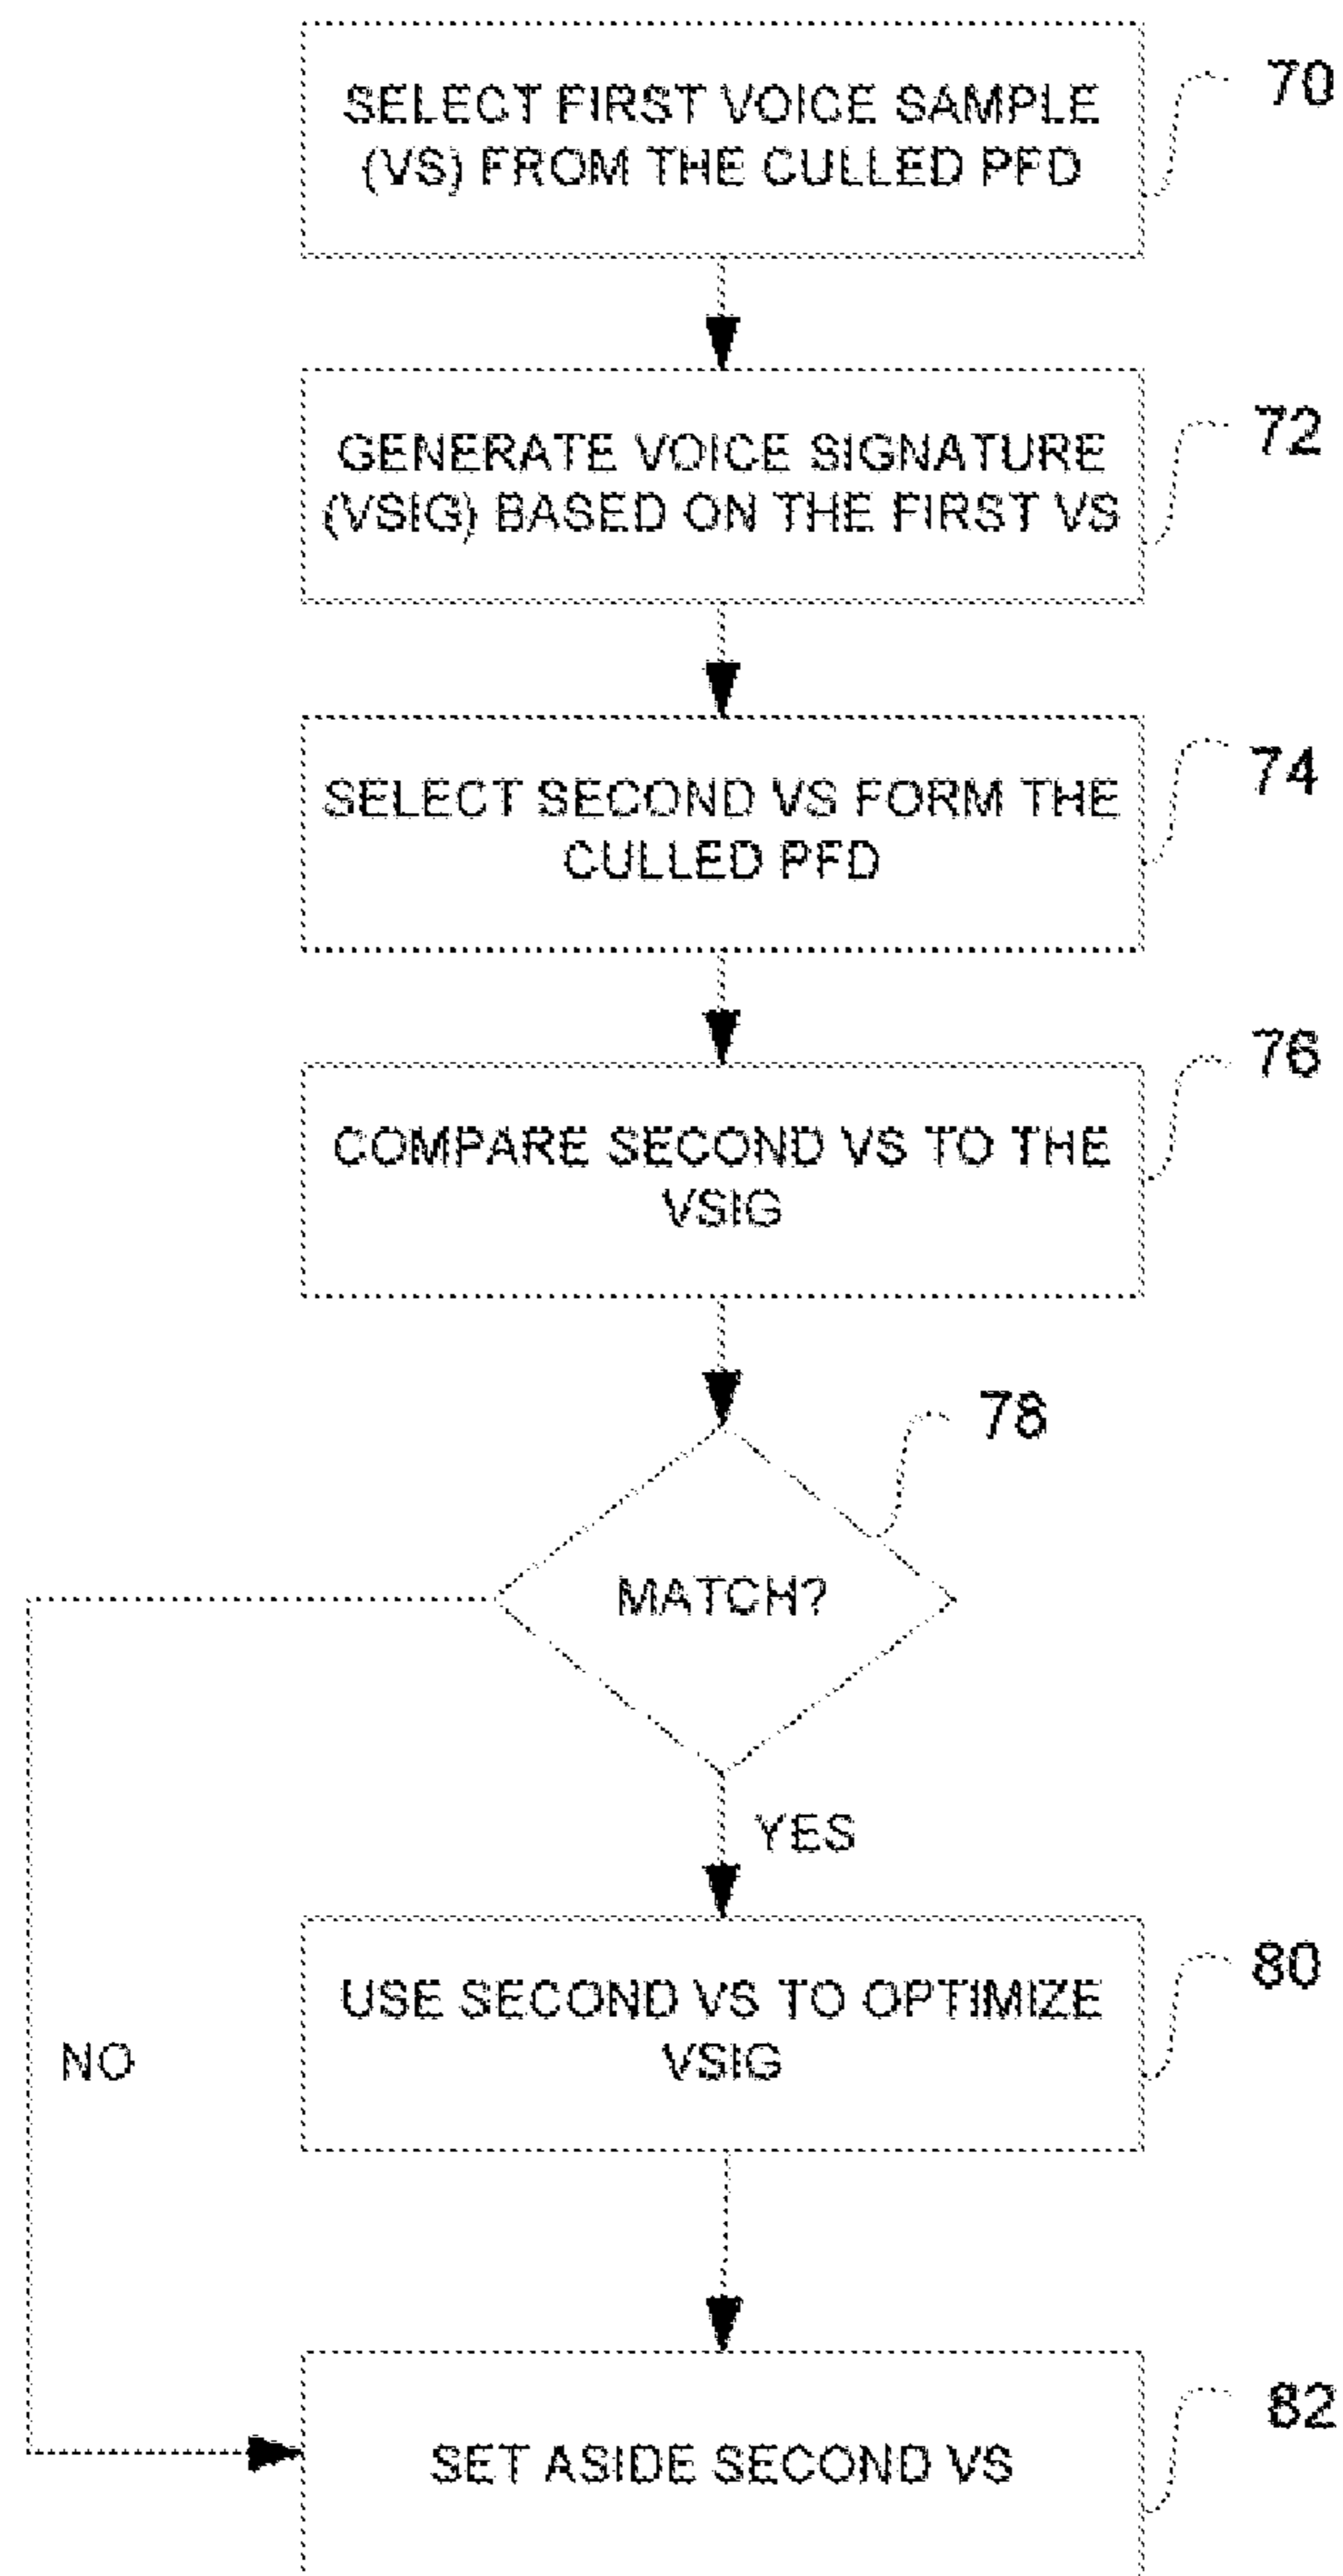 SELECT FIRST VOICE SAMPLE
(VS) FROM THE CULLED PFD
70
GENERATE VOICE SIGNATURE
(VSIG) BASED ON THE FIRST VS
72
SELECT SECOND VS FORM THE
CULLED PFD
74
COMPARE SECOND VS TO THE
VSIG
76
78
MATCH?
YES
USE SECOND VS TO OPTIMIZE
VSIG
80
NO
SET ASIDE SECOND VS
82